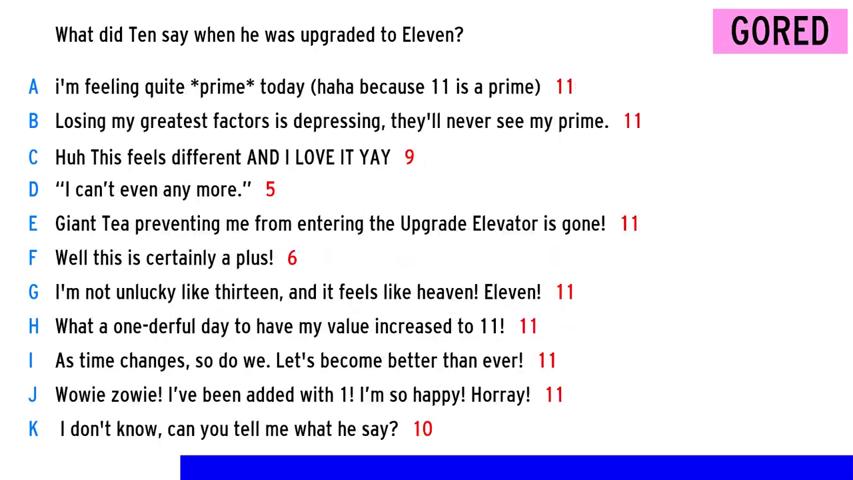 What did Ten say when he was upgraded to Eleven?
GORED
A i'm feeling quite *prime* today (haha because 11 is a prime) 11
B Losing my greatest factors is depressing, they'll never see my prime. 11
C Huh This feels different AND I LOVE IT YAY 9
D “I can’t even any more.” 5
E Giant Tea preventing me from entering the Upgrade Elevator is gone! 11
F Well this is certainly a plus! 6
G I'm not unlucky like thirteen, and it feels like heaven! Eleven! 11
H What a one-derful day to have my value increased to 11! 11
I As time changes, so do we. Let's become better than ever! 11
J Wowie zowie! I’ve been added with 1! I’m so happy! Horray! 11
K I don't know, can you tell me what he say? 10